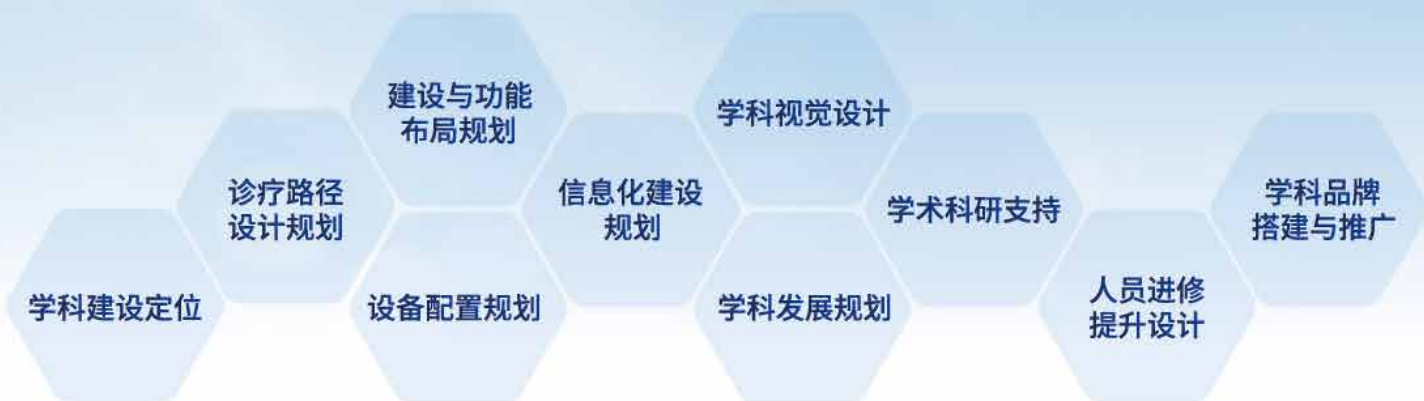 学科建设定位
诊疗路径
设计规划
建设与功能
布局规划
设备配置规划
信息化建设
规划
学科视觉设计
学科发展规划
学术科研支持
人员进修
提升设计
学科品牌
搭建与推广